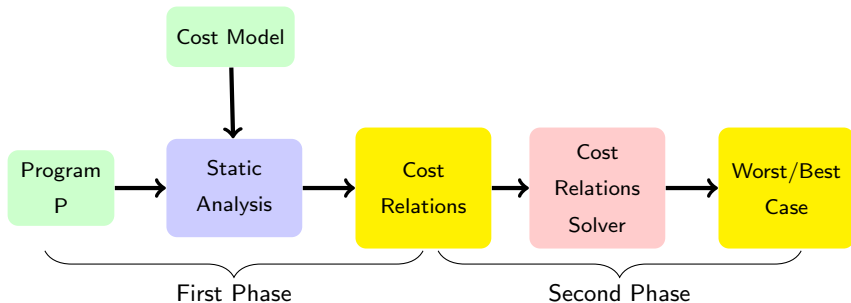 Cost Model
Program
P
Static
Analysis
Cost
Relations
Cost
Relations
Solver
Worst/Best
Case
First Phase
Second Phase